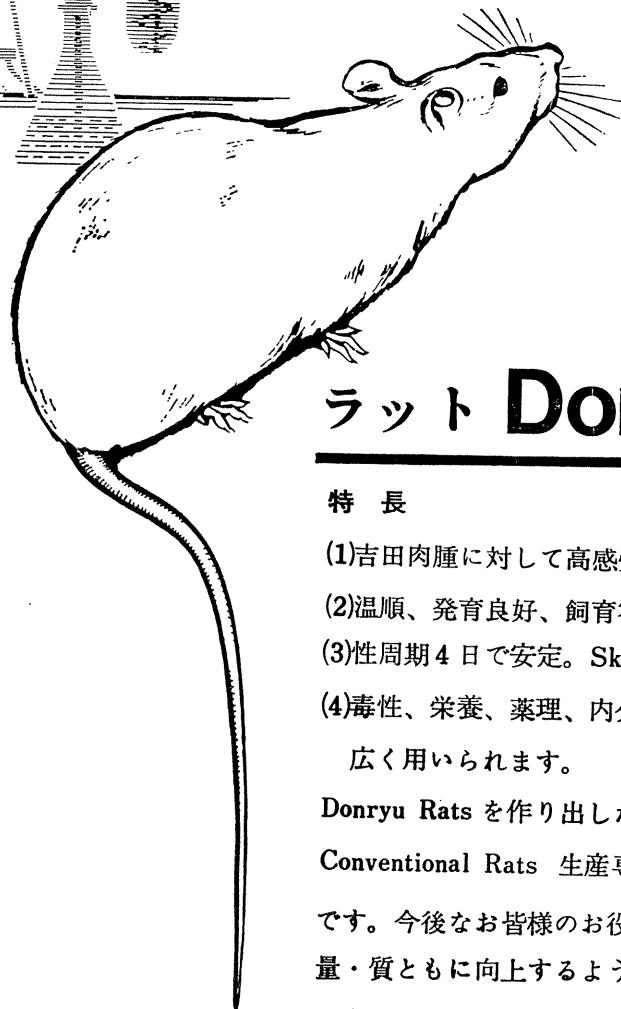 ラット Do
特長
(1)吉田肉腫に対して高感
(2)温順、発育良好、飼育
(3)性周期4日で安定。Sk
(4)毒性、栄養、薬理、内
広く用いられます。
Donryu Rats を作り出し
Conventional Rats 生産
です。今後なお皆様のお役
量・質ともに向上するよう